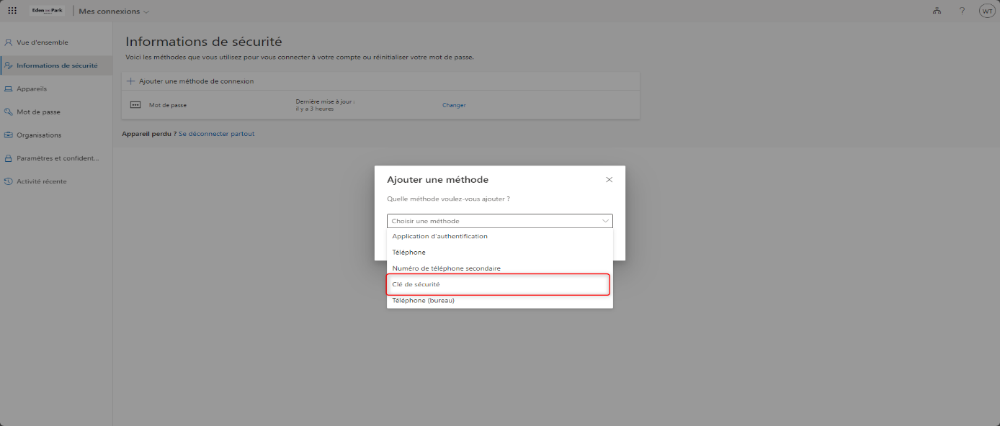 Eden Park
Mes connexions
?
WT
Vue d'ensemble
Informations de sécurité
Appareils
Mot de passe
Organisations
Paramètres et confident...
Activité récente
Informations de sécurité
Voici les méthodes que vous utilisez pour vous connecter à votre compte ou réinitialiser votre mot de passe.
Ajouter une méthode de connexion
Mot de passe
Dernière mise à jour :
il y a 3 heures
Changer
Appareil perdu ? Se déconnecter partout
Ajouter une méthode
Quelle méthode voulez-vous ajouter ?
Choisir une méthode
Application d'authentification
Téléphone
Numéro de téléphone secondaire
Clé de sécurité
Téléphone (bureau)